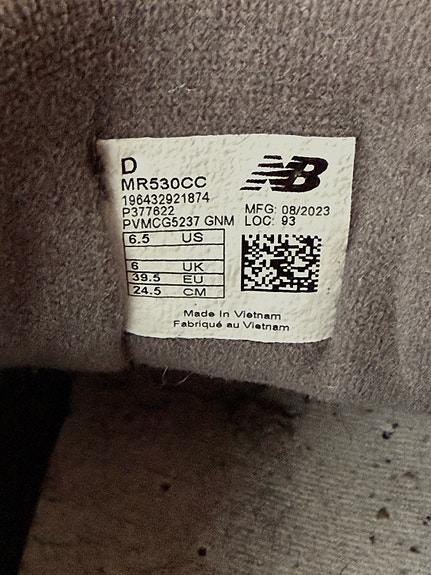 D
MR530CC
196432921874
P377622
PVMCG5237 GNM
NB
MFG: 08/2023
LOC: 93
6.5 US
6 UK
39.5 EU
24.5 CM
Made In Vietnam
Fabriqué au Vietnam